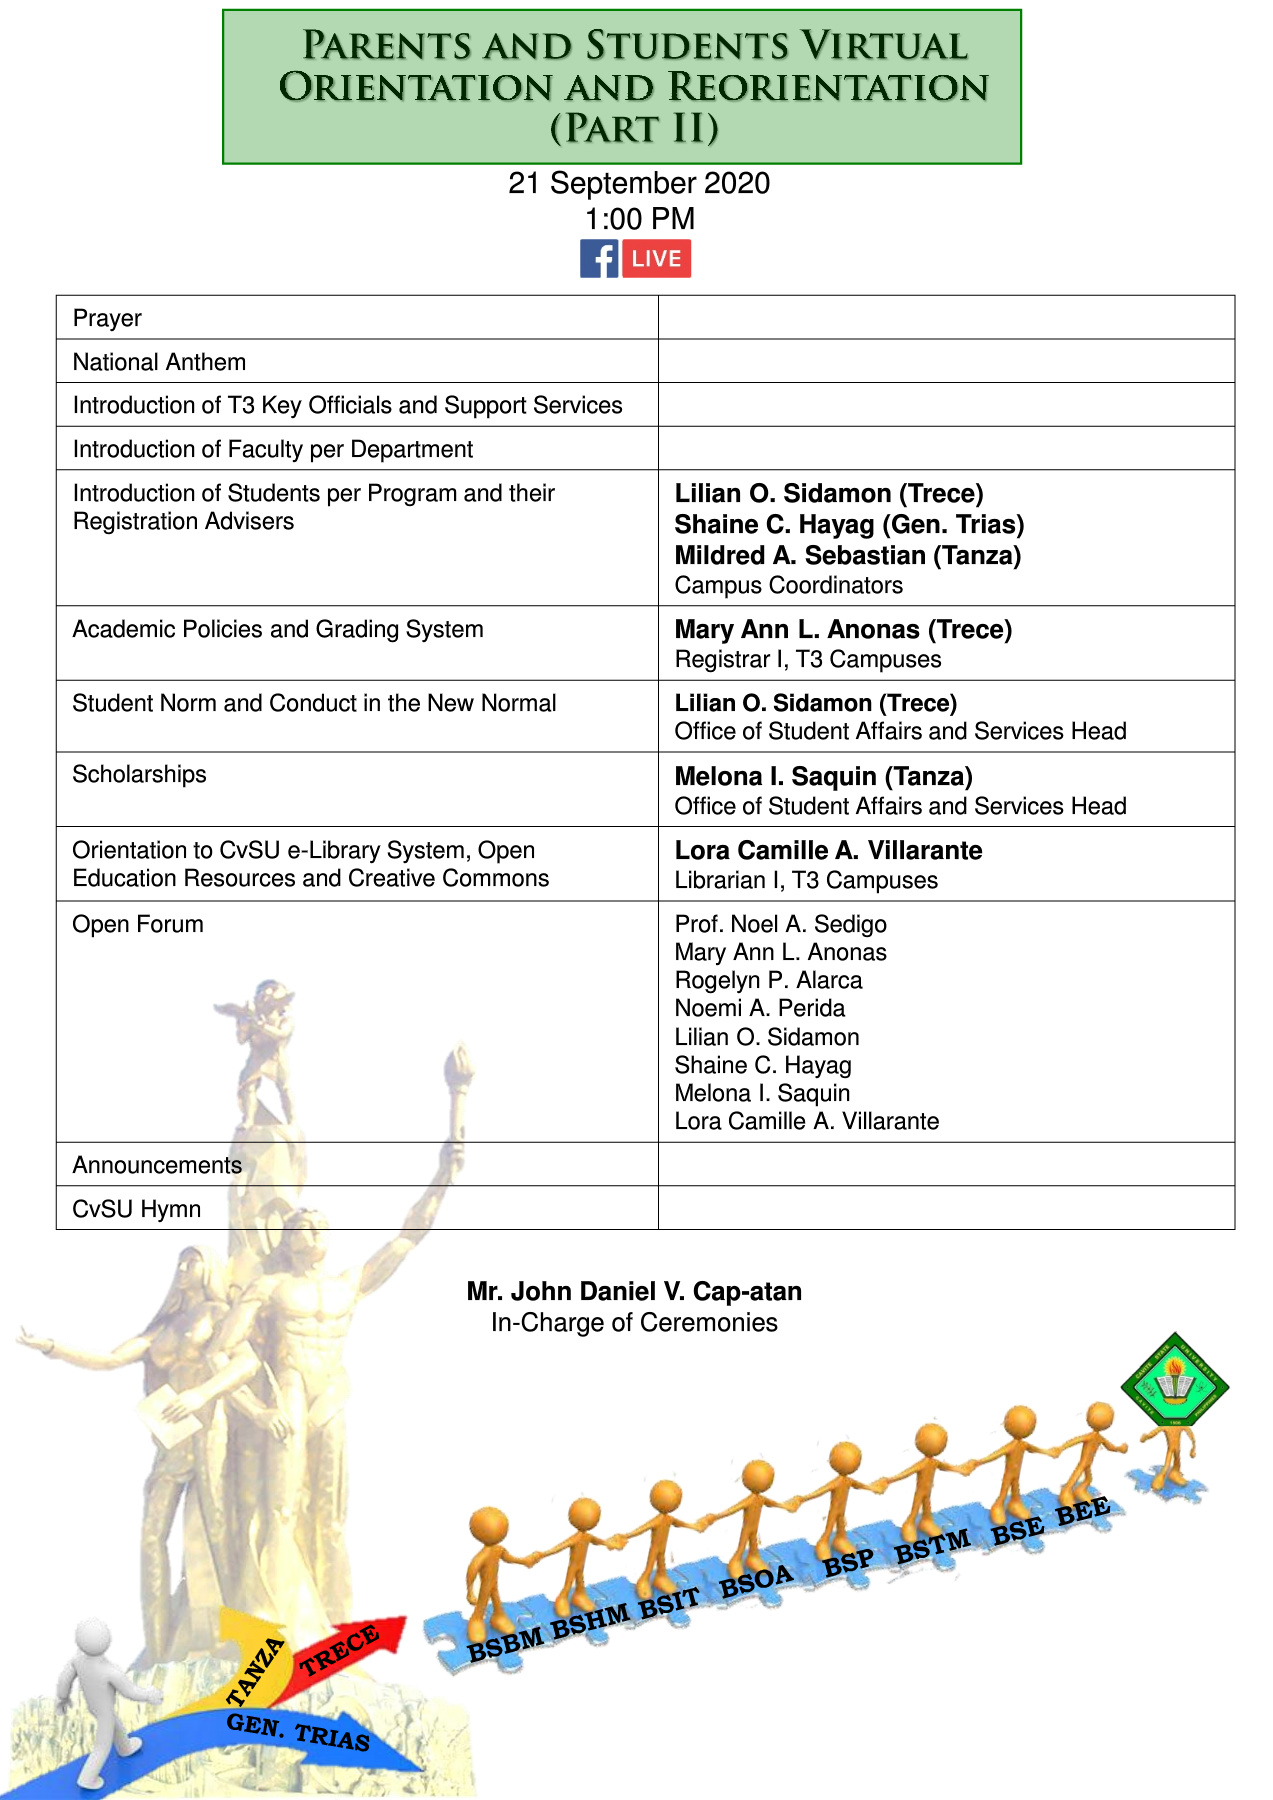 PARENTS AND STUDENTS VIRTUAL
ORIENTATION AND REORIENTATION
(PART II)
21 September 2020
1:00 PM
f LIVE
Prayer
National Anthem
Introduction of T3 Key Officials and Support Services
Introduction of Faculty per Department
Introduction of Students per Program and their
Registration Advisers
Lilian O. Sidamon (Trece)
Shaine C. Hayag (Gen. Trias)
Mildred A. Sebastian (Tanza)
Campus Coordinators
Academic Policies and Grading System
Mary Ann L. Anonas (Trece)
Registrar I, T3 Campuses
Student Norm and Conduct in the New Normal
Lilian O. Sidamon (Trece)
Office of Student Affairs and Services Head
Scholarships
Melona I. Saquin (Tanza)
Office of Student Affairs and Services Head
Orientation to CvSU e-Library System, Open
Education Resources and Creative Commons
Lora Camille A. Villarante
Librarian I, T3 Campuses
Open Forum
Prof. Noel A. Sedigo
Mary Ann L. Anonas
Rogelyn P. Alarca
Noemi A. Perida
Lilian O. Sidamon
Shaine C. Hayag
Melona I. Saquin
Lora Camille A. Villarante
Announcements
CvSU Hymn
Mr. John Daniel V. Cap-atan
In-Charge of Ceremonies
CAVITE STATE UNIVERSITY
CAVITE 1906 PHILIPPINES
BSBM BSHM BSIT BSOA BSP BSTM BSE BEE
TANZA
TRECE
GEN. TRIAS